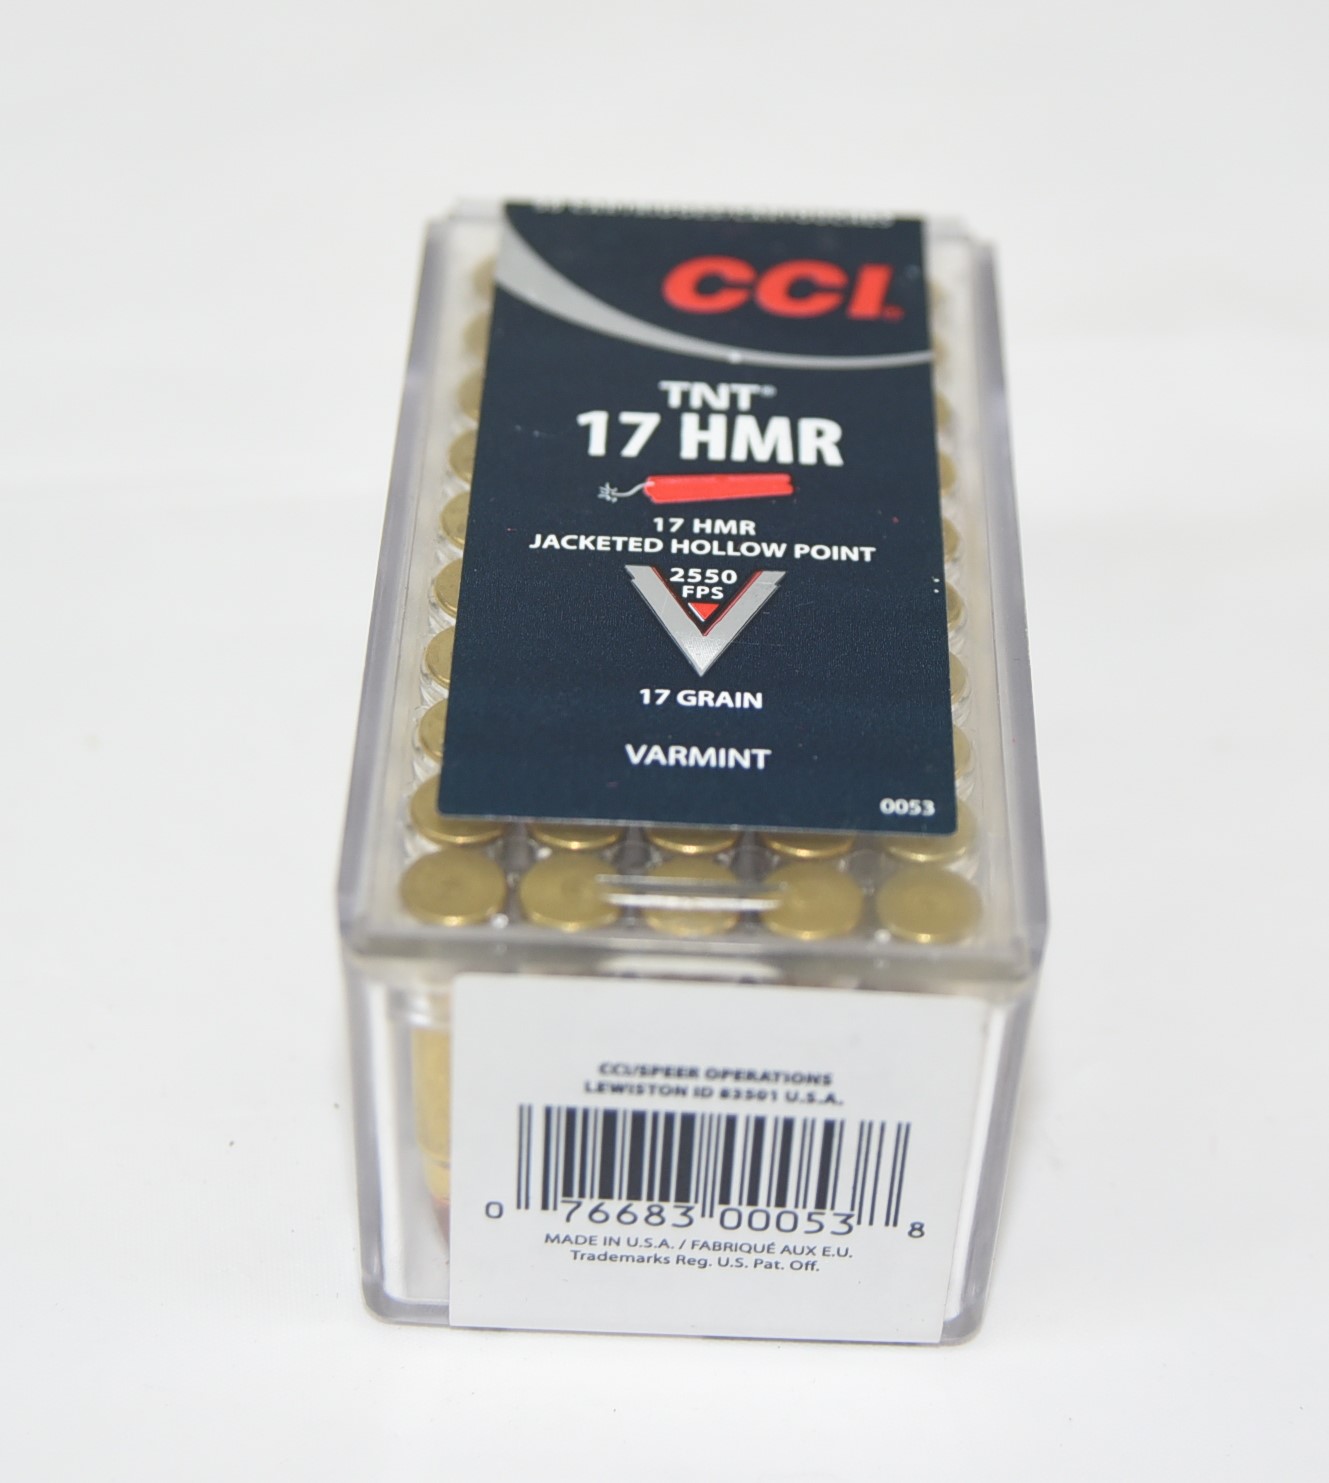 CCI®
TNT®
17 HMR
17 HMR
JACKETED HOLLOW POINT
2550
FPS
17 GRAIN
VARMINT
0053
CCI/SPEER OPERATIONS
LEWISTON ID 83501 U.S.A.
0 76683 00053 8
MADE IN U.S.A. / FABRIQUÉ AUX E.U.
Trademarks Reg. U.S. Pat. Off.